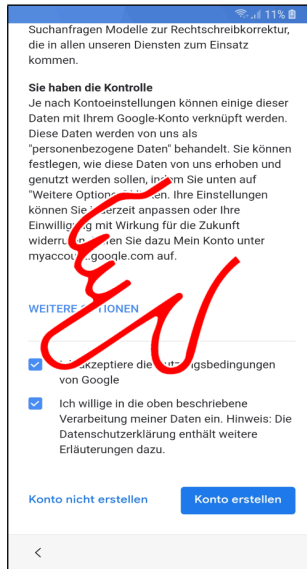 11%
Suchanfragen Modelle zur Rechtschreibkorrektur,
die in allen unseren Diensten zum Einsatz
kommen.
Sie haben die Kontrolle
Je nach Kontoeinstellungen können einige dieser
Daten mit Ihrem Google-Konto verknüpft werden.
Diese Daten werden von uns als
"personenbezogene Daten" behandelt. Sie können
festlegen, wie diese Daten von uns erhoben und
genutzt werden sollen, indem Sie unten auf
"Weitere Ihre Einstellungen
können Sie jederzeit anpassen oder Ihre
Einwilligung mit Wirkung für die Zukunft
Sie dazu Mein Konto unter
myaccount.google.com auf.
WEITERE OPTIONEN
Ich akzeptiere die Nutzungsbedingungen
von Google
Ich willige in die oben beschriebene
Verarbeitung meiner Daten ein. Hinweis: Die
Datenschutzerklärung enthält weitere
Erläuterungen dazu.
Konto nicht erstellen
Konto erstellen